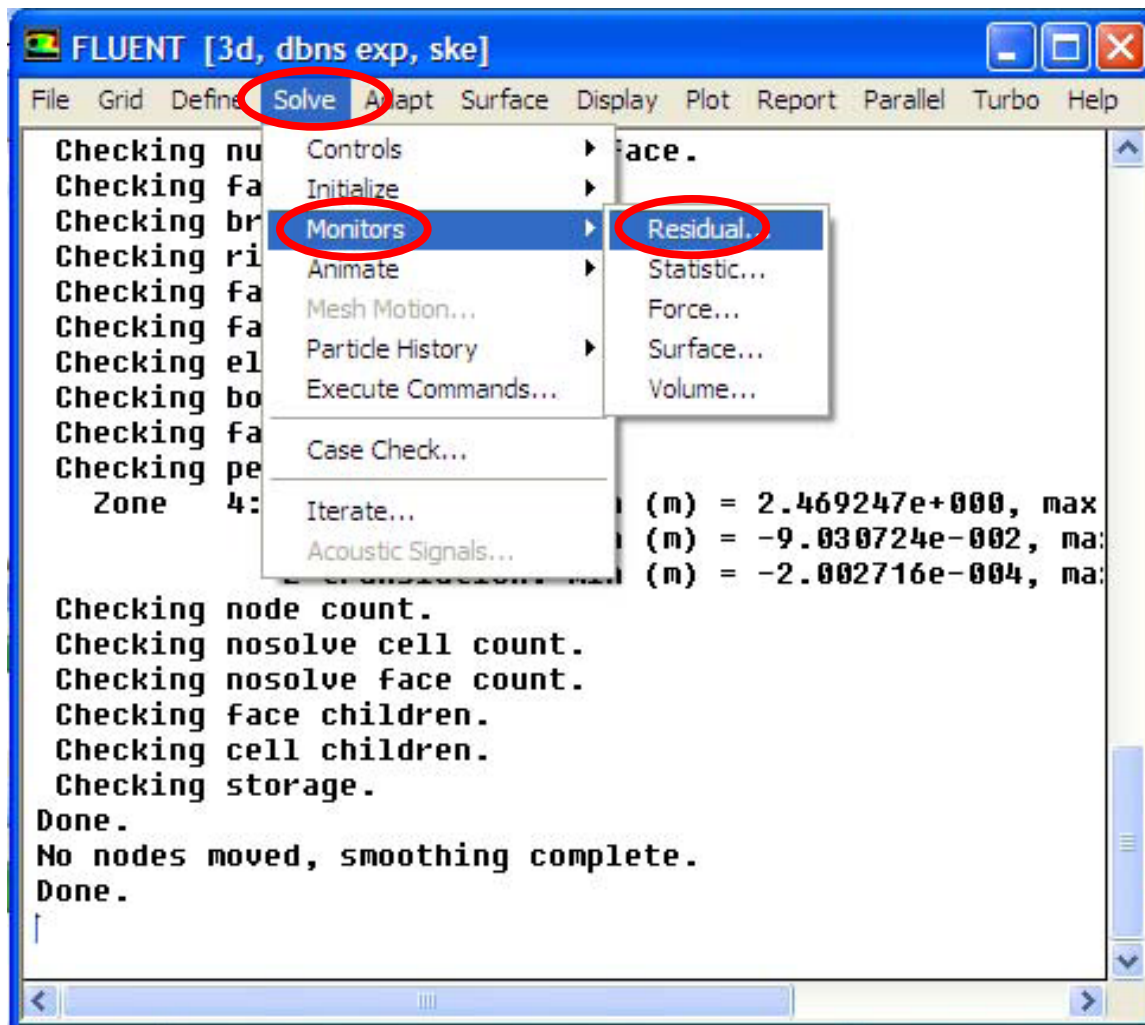 FLUENT [3d, dbns exp, ske]
File Grid Define Solve Adapt Surface Display Plot Report Parallel Turbo Help
Checking nu
Controls
face.
Checking fa
Initialize
Checking br
Monitors
Residual...
Checking ri
Animate
Statistic...
Checking fa
Mesh Motion...
Force...
Checking fa
Particle History
Surface...
Checking el
Execute Commands...
Volume...
Checking bo
Checking fa
Case Check...
Checking pe
Zone 4:
Iterate...
(m) = 2.469247e+000, max
Acoustic Signals...
(m) = -9.030724e-002, ma
(m) = -2.002716e-004, ma
Checking node count.
Checking nosolve cell count.
Checking nosolve face count.
Checking face children.
Checking cell children.
Checking storage.
Done.
No nodes moved, smoothing complete.
Done.